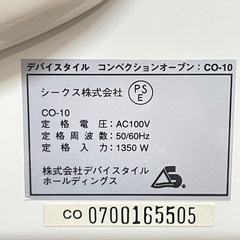 デバイスタイル コンベクションオーブン：CO-10
シークス株式会社
PS
E
CO-10
定格電圧：AC100V
定格周波数：50/60Hz
定格入力：1350W
株式会社デバイスタイル
ホールディングス
CO 0700165505